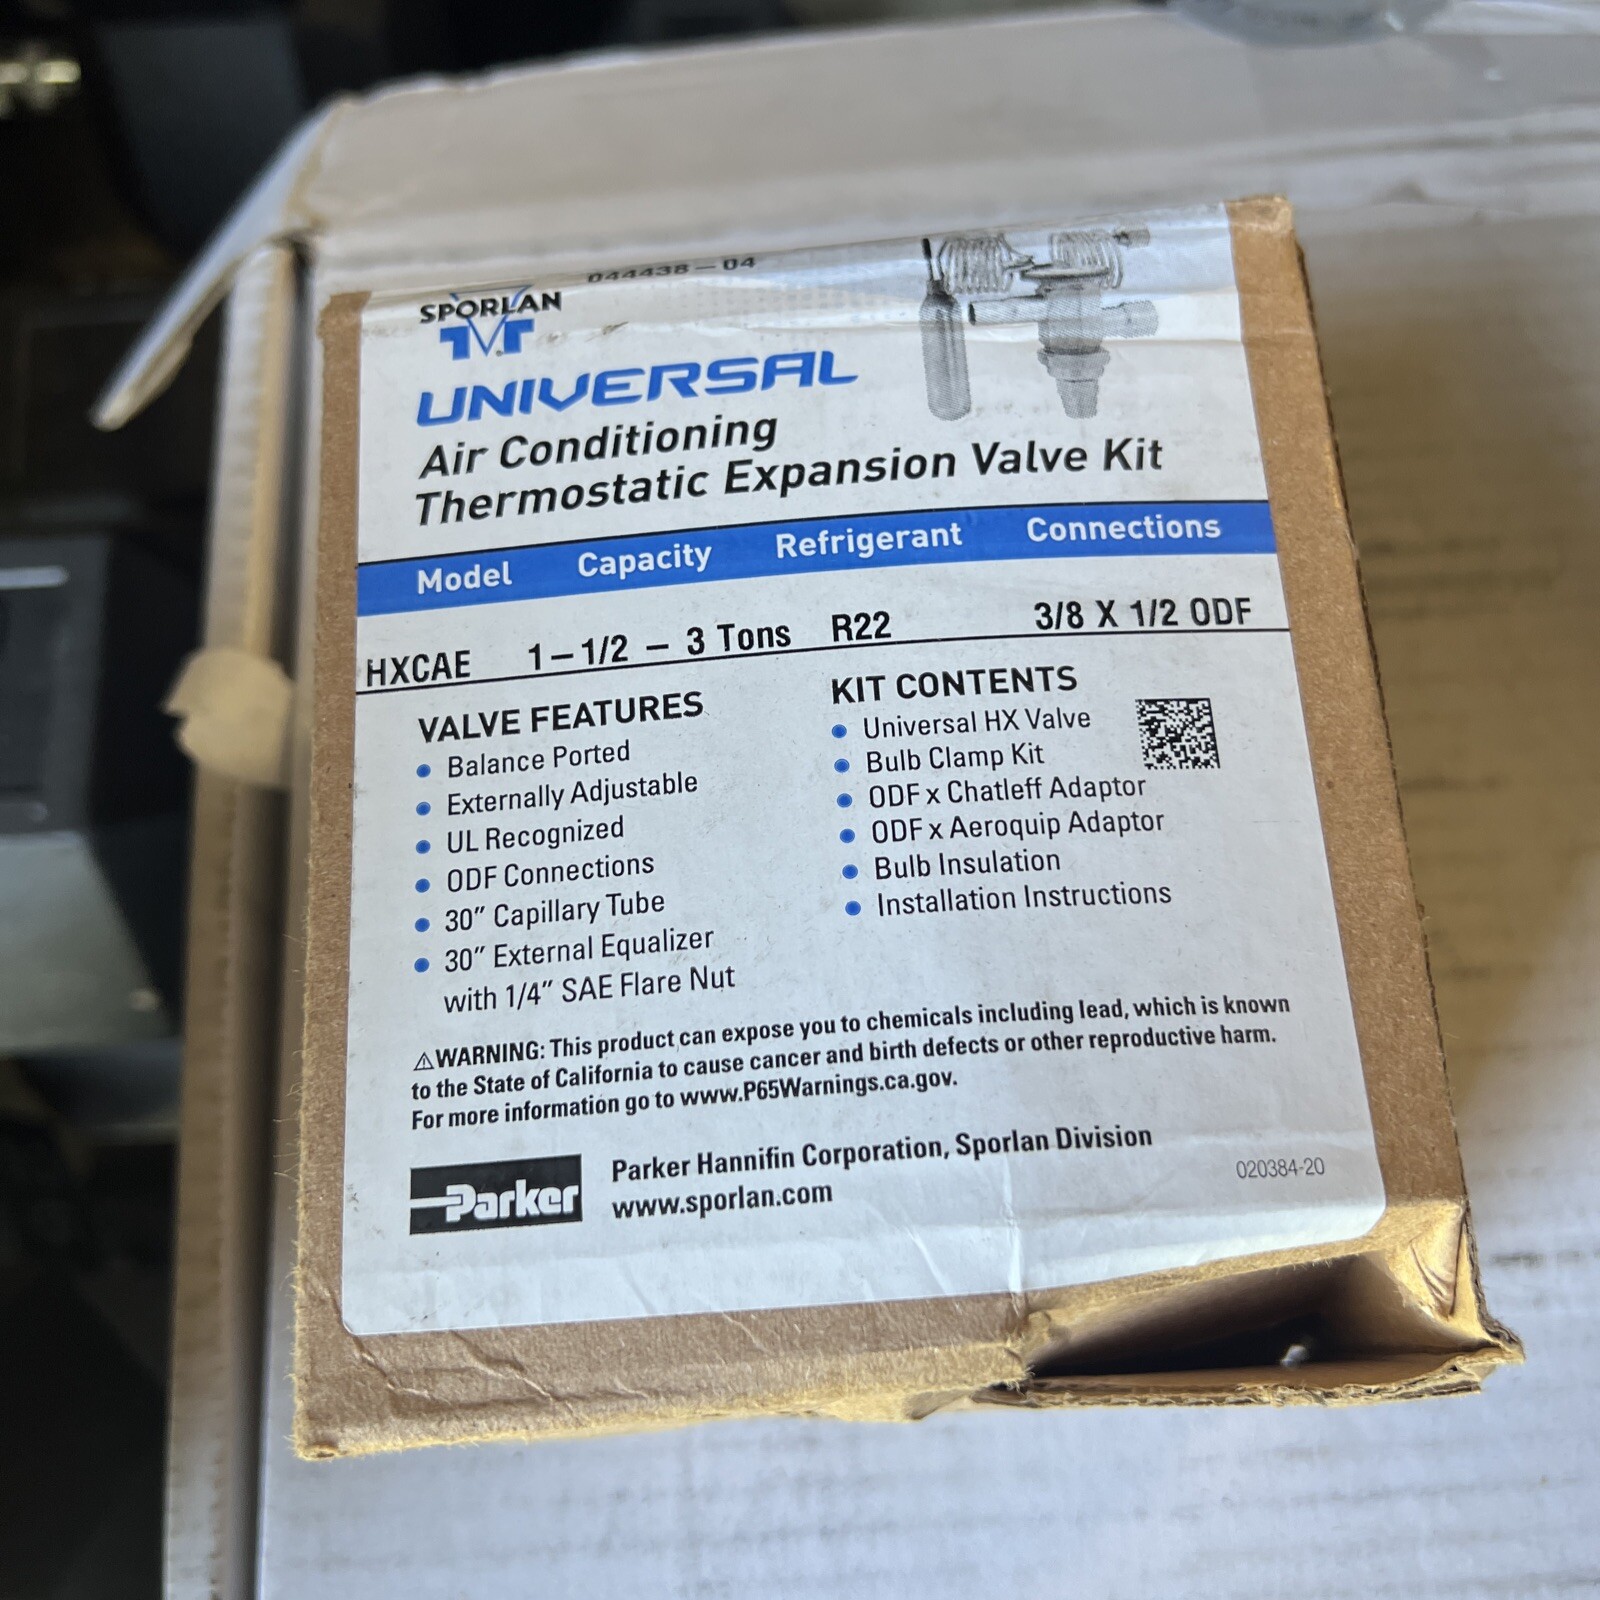 044438-04
SPORLAN
UNIVERSAL
Air Conditioning
Thermostatic Expansion Valve Kit
Model Capacity Refrigerant Connections
HXCAE 1-1/2 - 3 Tons R22 3/8 X 1/2 ODF
VALVE FEATURES
• Balance Ported
• Externally Adjustable
• UL Recognized
• ODF Connections
• 30" Capillary Tube
• 30" External Equalizer
with 1/4" SAE Flare Nut
KIT CONTENTS
• Universal HX Valve
• Bulb Clamp Kit
• ODF x Chatleff Adaptor
• ODF x Aeroquip Adaptor
• Bulb Insulation
• Installation Instructions
⚠WARNING: This product can expose you to chemicals including lead, which is known
to the State of California to cause cancer and birth defects or other reproductive harm.
For more information go to www.P65Warnings.ca.gov.
Parker
Parker Hannifin Corporation, Sporlan Division
www.sporlan.com
020384-20